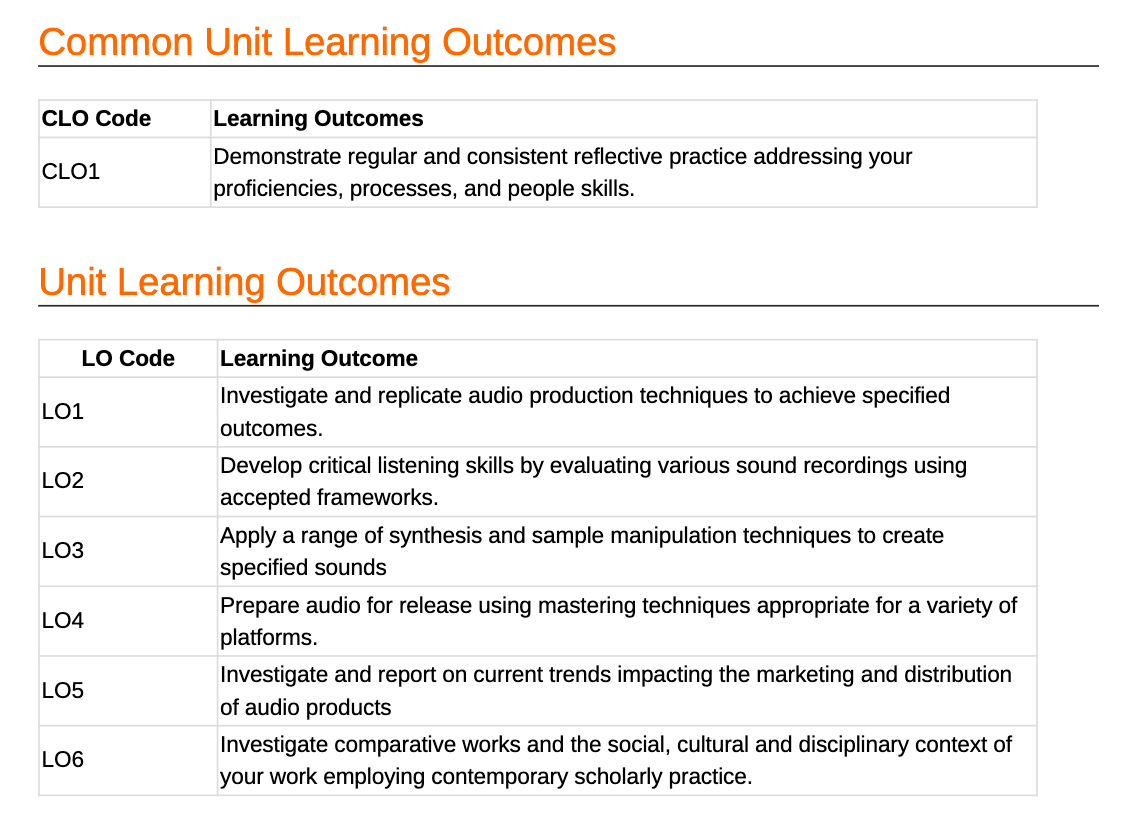 Common Unit Learning Outcomes
CLO Code Learning Outcomes
CLO1 Demonstrate regular and consistent reflective practice addressing your
proficiencies, processes, and people skills.
Unit Learning Outcomes
LO Code Learning Outcome
LO1 Investigate and replicate audio production techniques to achieve specified
outcomes.
LO2 Develop critical listening skills by evaluating various sound recordings using
accepted frameworks.
LO3 Apply a range of synthesis and sample manipulation techniques to create
specified sounds
LO4 Prepare audio for release using mastering techniques appropriate for a variety of
platforms.
LO5 Investigate and report on current trends impacting the marketing and distribution
of audio products
LO6 Investigate comparative works and the social, cultural and disciplinary context of
your work employing contemporary scholarly practice.